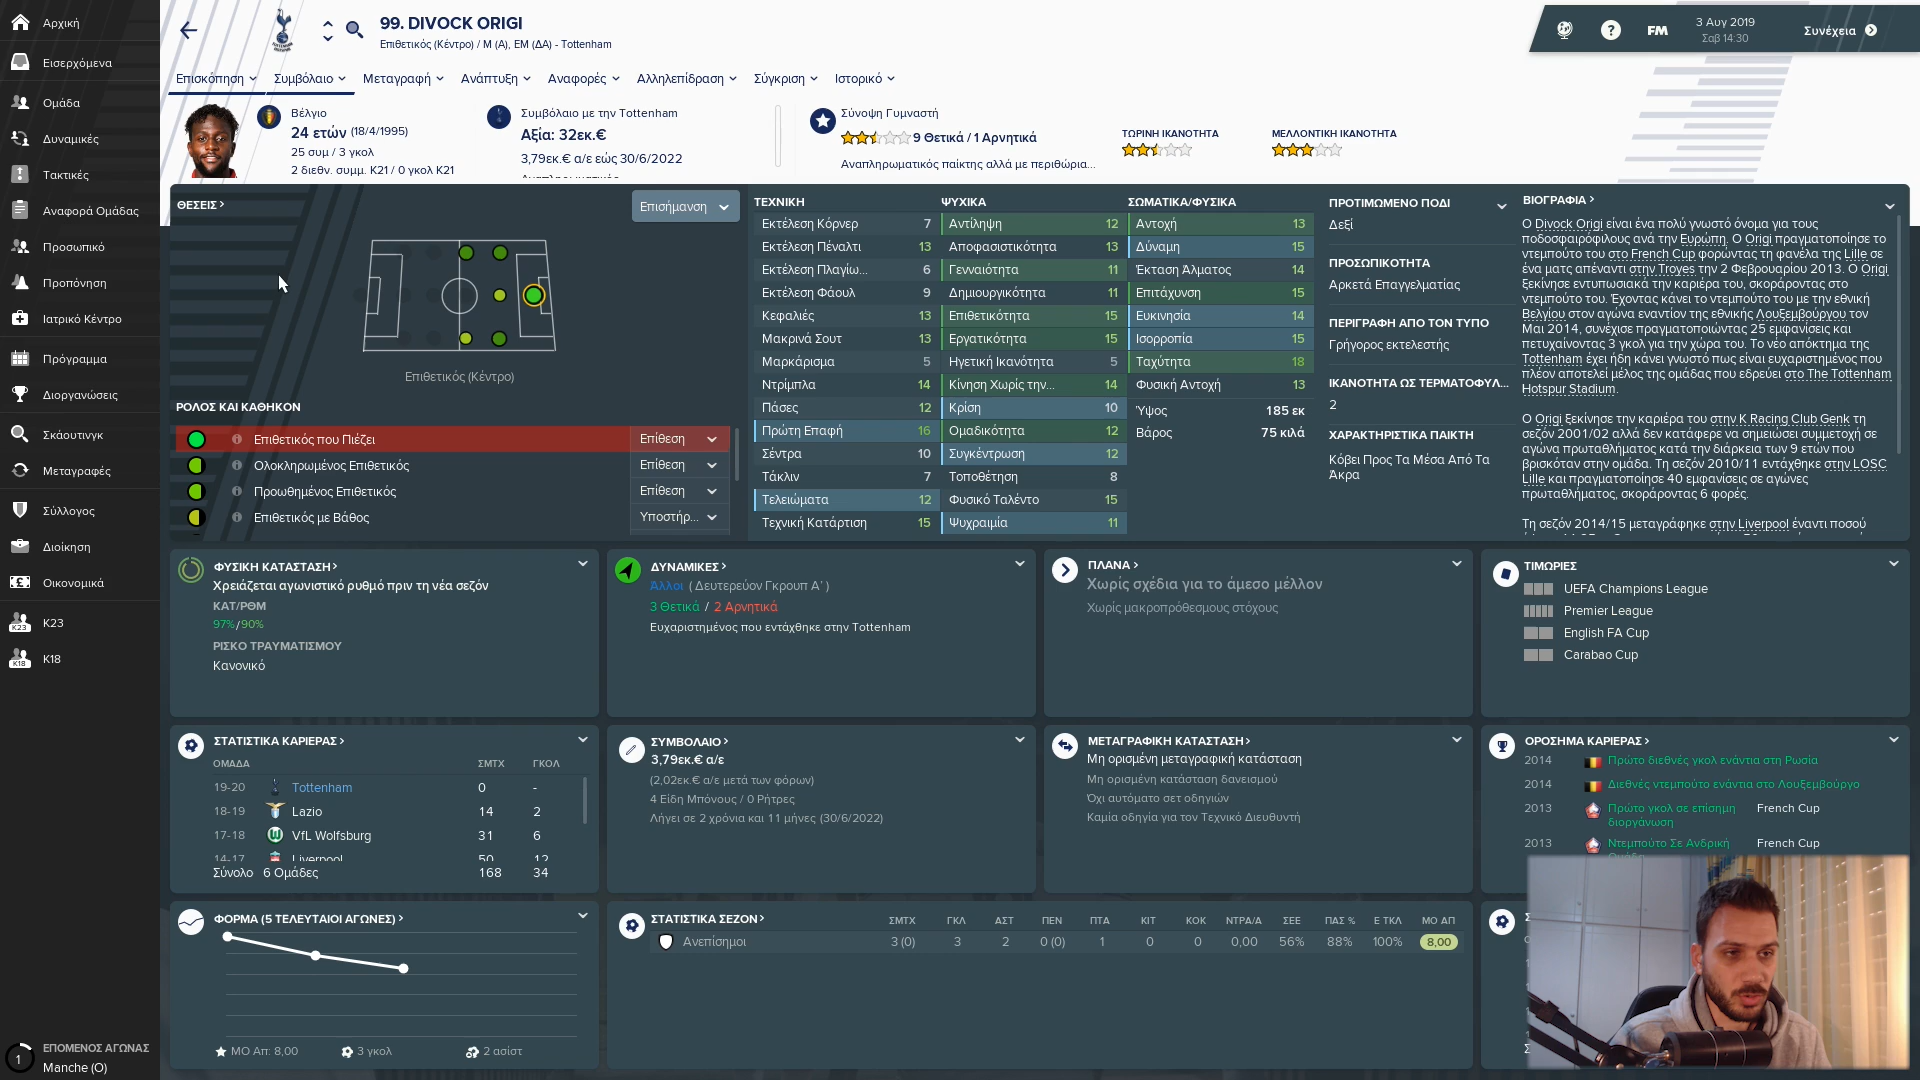 Αρχική
Εισερχόμενα
Ομάδα
Δυναμικές
Τακτικές
Αναφορά Ομάδας
Προσωπικό
Προπόνηση
Ιατρικό Κέντρο
Πρόγραμμα
Διοργανώσεις
Σκάουτινγκ
Μεταγραφές
Σύλλογος
Διοίκηση
Οικονομικά
K23 Κ23
K18 Κ18
1
ΕΠΟΜΕΝΟΣ ΑΓΩΝΑΣ
Manche (Ο)
99. DIVOCK ORIGI
Επιθετικός (Κέντρο) / Μ (Α), ΕΜ (ΔΑ) - Tottenham
? FM
3 Αυγ 2019
Σαβ 14:30
Συνέχεια
Επισκόπηση Συμβόλαιο Μεταγραφή Ανάπτυξη Αναφορές Αλληλεπίδραση Σύγκριση Ιστορικό
Βέλγιο
24 ετών (18/4/1995)
25 συμ / 3 γκολ
2 διεθν. συμμ. Κ21 / 0 γκολ Κ21
Συμβόλαιο με την Tottenham
Αξία: 32εκ.€
3,79εκ.€ α/ε εώς 30/6/2022
Σύνοψη Γυμναστή
9 Θετικά / 1 Αρνητικά
Αναπληρωματικός παίκτης αλλά με περιθώρια...
ΤΩΡΙΝΗ ΙΚΑΝΟΤΗΤΑ
ΜΕΛΛΟΝΤΙΚΗ ΙΚΑΝΟΤΗΤΑ
ΘΕΣΕΙΣ >
Επισήμανση
Επιθετικός (Κέντρο)
ΡΟΛΟΣ ΚΑΙ ΚΑΘΗΚΟΝ
Επιθετικός που Πιέζει Επίθεση
Ολοκληρωμένος Επιθετικός Επίθεση
Προωθημένος Επιθετικός Επίθεση
Επιθετικός με Βάθος Υποστήρ...
ΤΕΧΝΙΚΗ
Εκτέλεση Κόρνερ 7
Εκτέλεση Πέναλτι 13
Εκτέλεση Πλαγίω... 6
Εκτέλεση Φάουλ 9
Κεφαλιές 13
Μακρινά Σουτ 13
Μαρκάρισμα 5
Ντρίμπλα 14
Πάσες 12
Πρώτη Επαφή 16
Σέντρα 10
Τάκλιν 7
Τελειώματα 12
Τεχνική Κατάρτιση 15
ΨΥΧΙΚΑ
Αντίληψη 12
Αποφασιστικότητα 13
Γενναιότητα 11
Δημιουργικότητα 11
Επιθετικότητα 15
Εργατικότητα 15
Ηγετική Ικανότητα 5
Κίνηση Χωρίς την... 14
Κρίση 10
Ομαδικότητα 12
Συγκέντρωση 12
Τοποθέτηση 8
Φυσικό Ταλέντο 15
Ψυχραιμία 11
ΣΩΜΑΤΙΚΑ/ΦΥΣΙΚΑ
Αντοχή 13
Δύναμη 15
Έκταση Άλματος 14
Επιτάχυνση 15
Ευκινησία 14
Ισορροπία 15
Ταχύτητα 18
Φυσική Αντοχή 13
Ύψος 185 εκ
Βάρος 75 κιλά
ΠΡΟΤΙΜΩΜΕΝΟ ΠΟΔΙ
Δεξί
ΠΡΟΣΩΠΙΚΟΤΗΤΑ
Αρκετά Επαγγελματίας
ΠΕΡΙΓΡΑΦΗ ΑΠΟ ΤΟΝ ΤΥΠΟ
Γρήγορος εκτελεστής
ΙΚΑΝΟΤΗΤΑ ΩΣ ΤΕΡΜΑΤΟΦΥΛ...
2
ΧΑΡΑΚΤΗΡΙΣΤΙΚΑ ΠΑΙΚΤΗ
Κόβει Προς Τα Μέσα Από Τα
Άκρα
ΒΙΟΓΡΑΦΙΑ >
Ο Divock Origi είναι ένα πολύ γνωστό όνομα για τους
ποδοσφαιρόφιλους ανά την Ευρώπη. Ο Origi πραγματοποίησε το
ντεμπούτο του στο French Cup φορώντας τη φανέλα της Lille σε
ένα ματς απέναντι στην Troyes την 2 Φεβρουαρίου 2013. Ο Origi
ξεκίνησε εντυπωσιακά την καριέρα του, σκοράροντας στο
ντεμπούτο του. Έχοντας κάνει το ντεμπούτο του με την εθνική
Βελγίου στον αγώνα εναντίον της εθνικής Λουξεμβούργου τον
Μαι 2014, συνέχισε πραγματοποιώντας 25 εμφανίσεις και
πετυχαίνοντας 3 γκολ για την χώρα του. Το νέο απόκτημα της
Tottenham έχει ήδη κάνει γνωστό πως είναι ευχαριστημένος που
πλέον αποτελεί μέλος της ομάδας που εδρεύει στο The Tottenham
Hotspur Stadium.
Ο Origi ξεκίνησε την καριέρα του στην K Racing Club Genk τη
σεζόν 2001/02 αλλά δεν κατάφερε να σημειώσει συμμετοχή σε
αγώνα πρωταθλήματος κατά την διάρκεια των 9 ετών που
βρισκόταν στην ομάδα. Τη σεζόν 2010/11 εντάχθηκε στην LOSC
Lille και πραγματοποίησε 40 εμφανίσεις σε αγώνες
πρωταθλήματος, σκοράροντας 6 φορές.
Τη σεζόν 2014/15 μεταγράφηκε στην Liverpool έναντι ποσού
ΦΥΣΙΚΗ ΚΑΤΑΣΤΑΣΗ >
Χρειάζεται αγωνιστικό ρυθμό πριν τη νέα σεζόν
ΚΑΤ/ΡΘΜ
97%/90%
ΡΙΣΚΟ ΤΡΑΥΜΑΤΙΣΜΟΥ
Κανονικό
ΔΥΝΑΜΙΚΕΣ >
Άλλοι ( Δευτερεύον Γκρουπ Α' )
3 Θετικά / 2 Αρνητικά
Ευχαριστημένος που εντάχθηκε στην Tottenham
ΠΛΑΝΑ >
Χωρίς σχέδια για το άμεσο μέλλον
Χωρίς μακροπρόθεσμους στόχους
ΤΙΜΩΡΙΕΣ
UEFA Champions League
Premier League
English FA Cup
Carabao Cup
ΣΤΑΤΙΣΤΙΚΑ ΚΑΡΙΕΡΑΣ >
ΟΜΑΔΑ ΣΜΤΧ ΓΚΟΛ
19-20 Tottenham 0 -
18-19 Lazio 14 2
17-18 VfL Wolfsburg 31 6
14-17 Liverpool 50 12
Σύνολο 6 Ομάδες 168 34
ΣΥΜΒΟΛΑΙΟ >
3,79εκ.€ α/ε
(2,02εκ.€ α/ε μετά των φόρων)
4 Είδη Μπόνους / 0 Ρήτρες
Λήγει σε 2 χρόνια και 11 μήνες (30/6/2022)
ΜΕΤΑΓΡΑΦΙΚΗ ΚΑΤΑΣΤΑΣΗ >
Μη ορισμένη μεταγραφική κατάσταση
Μη ορισμένη κατάσταση δανεισμού
Όχι αυτόματο σετ οδηγιών
Καμία οδηγία για τον Τεχνικό Διευθυντή
ΟΡΟΣΗΜΑ ΚΑΡΙΕΡΑΣ >
2014 Πρώτο διεθνές γκολ ενάντια στη Ρωσία
2014 Διεθνές ντεμπούτο ενάντια στο Λουξεμβούργο
2013 Πρώτο γκολ σε επίσημη διοργάνωση French Cup
2013 Ντεμπούτο Σε Ανδρική French Cup
ΦΟΡΜΑ (5 ΤΕΛΕΥΤΑΙΟΙ ΑΓΩΝΕΣ) >
ΜΟ Απ: 8,00 3 γκολ 2 ασίστ
ΣΤΑΤΙΣΤΙΚΑ ΣΕΖΟΝ >
ΣΜΤΧ ΓΚΛ ΑΣΤ ΠΕΝ ΠΤΑ ΚΙΤ ΚΟΚ ΝΤΡΑ/Α ΣΕΕ ΠΑΣ % Ε ΤΚΛ ΜΟ ΑΠ
Ανεπίσημοι 3 (0) 3 2 0 (0) 1 0 0 0,00 56% 88% 100% 8,00